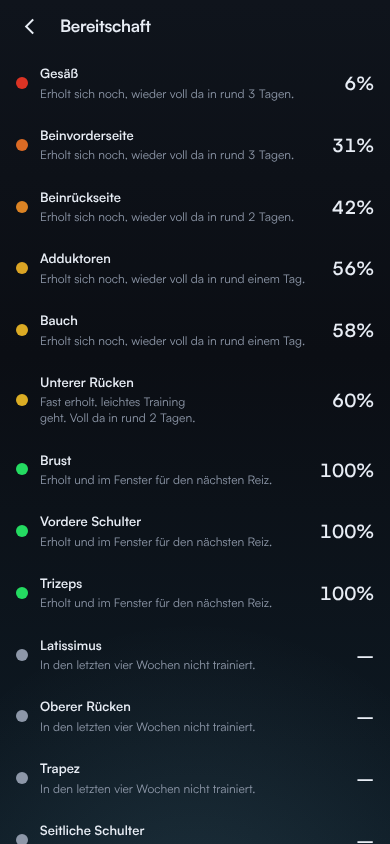 Bereitschaft
Gesäß
Erholt sich noch, wieder voll da in rund 3 Tagen.
6%
Beinvorderseite
Erholt sich noch, wieder voll da in rund 3 Tagen.
31%
Beinrückseite
Erholt sich noch, wieder voll da in rund 2 Tagen.
42%
Adduktoren
Erholt sich noch, wieder voll da in rund einem Tag.
56%
Bauch
Erholt sich noch, wieder voll da in rund einem Tag.
58%
Unterer Rücken
Fast erholt, leichtes Training
geht. Voll da in rund 2 Tagen.
60%
Brust
Erholt und im Fenster für den nächsten Reiz.
100%
Vordere Schulter
Erholt und im Fenster für den nächsten Reiz.
100%
Trizeps
Erholt und im Fenster für den nächsten Reiz.
100%
Latissimus
In den letzten vier Wochen nicht trainiert.
—
Oberer Rücken
In den letzten vier Wochen nicht trainiert.
—
Trapez
In den letzten vier Wochen nicht trainiert.
—
Seitliche Schulter
—